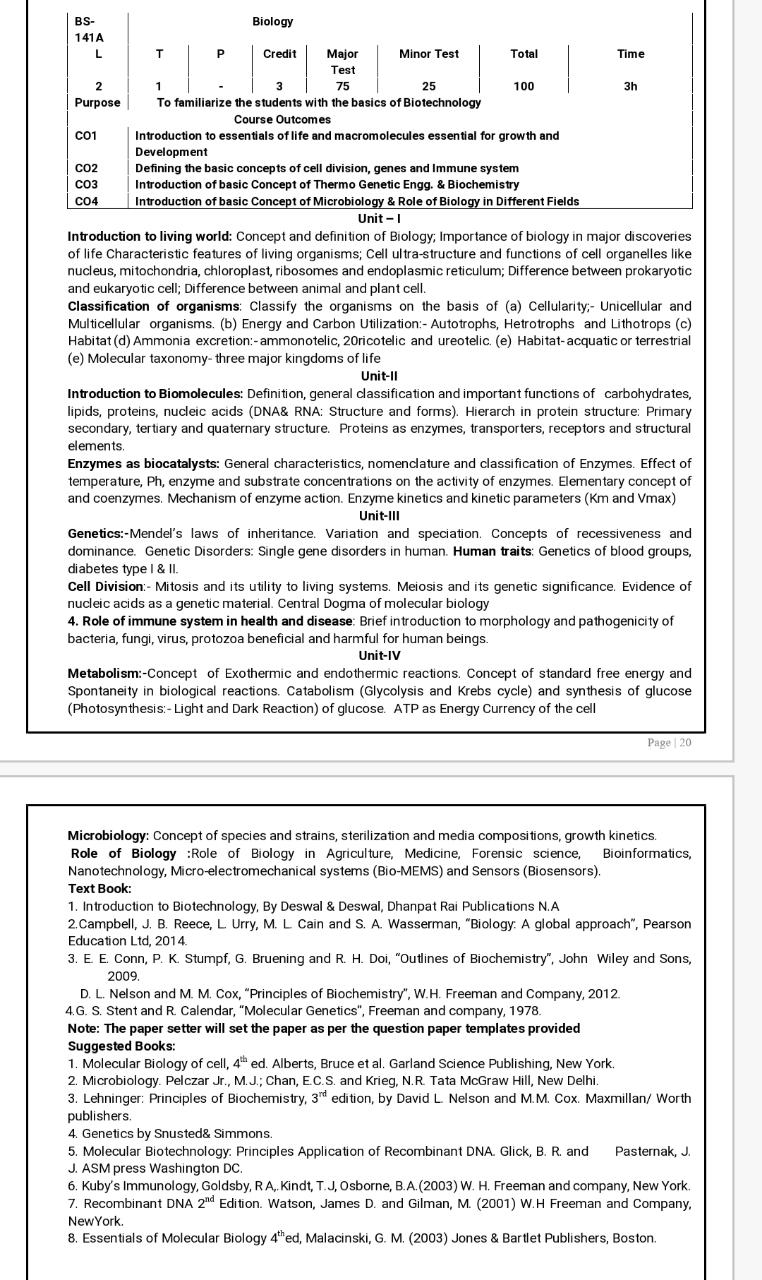 BS- Biology
141A
L T P Credit Major Minor Test Total Time
Test
2 1 - 3 75 25 100 3h
Purpose To familiarize the students with the basics of Biotechnology
Course Outcomes
CO1 Introduction to essentials of life and macromolecules essential for growth and
Development
CO2 Defining the basic concepts of cell division, genes and Immune system
CO3 Introduction of basic Concept of Thermo Genetic Engg. & Biochemistry
CO4 Introduction of basic Concept of Microbiology & Role of Biology in Different Fields
Unit – I
Introduction to living world: Concept and definition of Biology; Importance of biology in major discoveries
of life Characteristic features of living organisms; Cell ultra-structure and functions of cell organelles like
nucleus, mitochondria, chloroplast, ribosomes and endoplasmic reticulum; Difference between prokaryotic
and eukaryotic cell; Difference between animal and plant cell.
Classification of organisms: Classify the organisms on the basis of (a) Cellularity;- Unicellular and
Multicellular organisms. (b) Energy and Carbon Utilization:- Autotrophs, Hetrotrophs and Lithotrops (c)
Habitat (d) Ammonia excretion:- ammonotelic, 20ricotelic and ureotelic. (e) Habitat- acquatic or terrestrial
(e) Molecular taxonomy- three major kingdoms of life
Unit-II
Introduction to Biomolecules: Definition, general classification and important functions of carbohydrates,
lipids, proteins, nucleic acids (DNA& RNA: Structure and forms). Hierarch in protein structure: Primary
secondary, tertiary and quaternary structure. Proteins as enzymes, transporters, receptors and structural
elements.
Enzymes as biocatalysts: General characteristics, nomenclature and classification of Enzymes. Effect of
temperature, Ph, enzyme and substrate concentrations on the activity of enzymes. Elementary concept of
and coenzymes. Mechanism of enzyme action. Enzyme kinetics and kinetic parameters (Km and Vmax)
Unit-III
Genetics:-Mendel's laws of inheritance. Variation and speciation. Concepts of recessiveness and
dominance. Genetic Disorders: Single gene disorders in human. Human traits: Genetics of blood groups,
diabetes type I & II.
Cell Division:- Mitosis and its utility to living systems. Meiosis and its genetic significance. Evidence of
nucleic acids as a genetic material. Central Dogma of molecular biology
4. Role of immune system in health and disease: Brief introduction to morphology and pathogenicity of
bacteria, fungi, virus, protozoa beneficial and harmful for human beings.
Unit-IV
Metabolism:-Concept of Exothermic and endothermic reactions. Concept of standard free energy and
Spontaneity in biological reactions. Catabolism (Glycolysis and Krebs cycle) and synthesis of glucose
(Photosynthesis:- Light and Dark Reaction) of glucose. ATP as Energy Currency of the cell
Page | 20
Microbiology: Concept of species and strains, sterilization and media compositions, growth kinetics.
Role of Biology :Role of Biology in Agriculture, Medicine, Forensic science, Bioinformatics,
Nanotechnology, Micro-electromechanical systems (Bio-MEMS) and Sensors (Biosensors).
Text Book:
1. Introduction to Biotechnology, By Deswal & Deswal, Dhanpat Rai Publications N.A
2.Campbell, J. B. Reece, L. Urry, M. L. Cain and S. A. Wasserman, “Biology: A global approach”, Pearson
Education Ltd, 2014.
3. E. E. Conn, P. K. Stumpf, G. Bruening and R. H. Doi, “Outlines of Biochemistry”, John Wiley and Sons,
2009.
D. L. Nelson and M. M. Cox, “Principles of Biochemistry”, W.H. Freeman and Company, 2012.
4.G. S. Stent and R. Calendar, “Molecular Genetics”, Freeman and company, 1978.
Note: The paper setter will set the paper as per the question paper templates provided
Suggested Books:
1. Molecular Biology of cell, 4th ed. Alberts, Bruce et al. Garland Science Publishing, New York.
2. Microbiology. Pelczar Jr., M.J.; Chan, E.C.S. and Krieg, N.R. Tata McGraw Hill, New Delhi.
3. Lehninger: Principles of Biochemistry, 3rd edition, by David L. Nelson and M.M. Cox. Maxmillan/ Worth
publishers.
4. Genetics by Snusted& Simmons.
5. Molecular Biotechnology: Principles Application of Recombinant DNA. Glick, B. R. and Pasternak, J.
J. ASM press Washington DC.
6. Kuby's Immunology, Goldsby, R A,. Kindt, T.J, Osborne, B.A.(2003) W. H. Freeman and company, New York.
7. Recombinant DNA 2nd Edition. Watson, James D. and Gilman, M. (2001) W.H Freeman and Company,
NewYork.
8. Essentials of Molecular Biology 4thed, Malacinski, G. M. (2003) Jones & Bartlet Publishers, Boston.